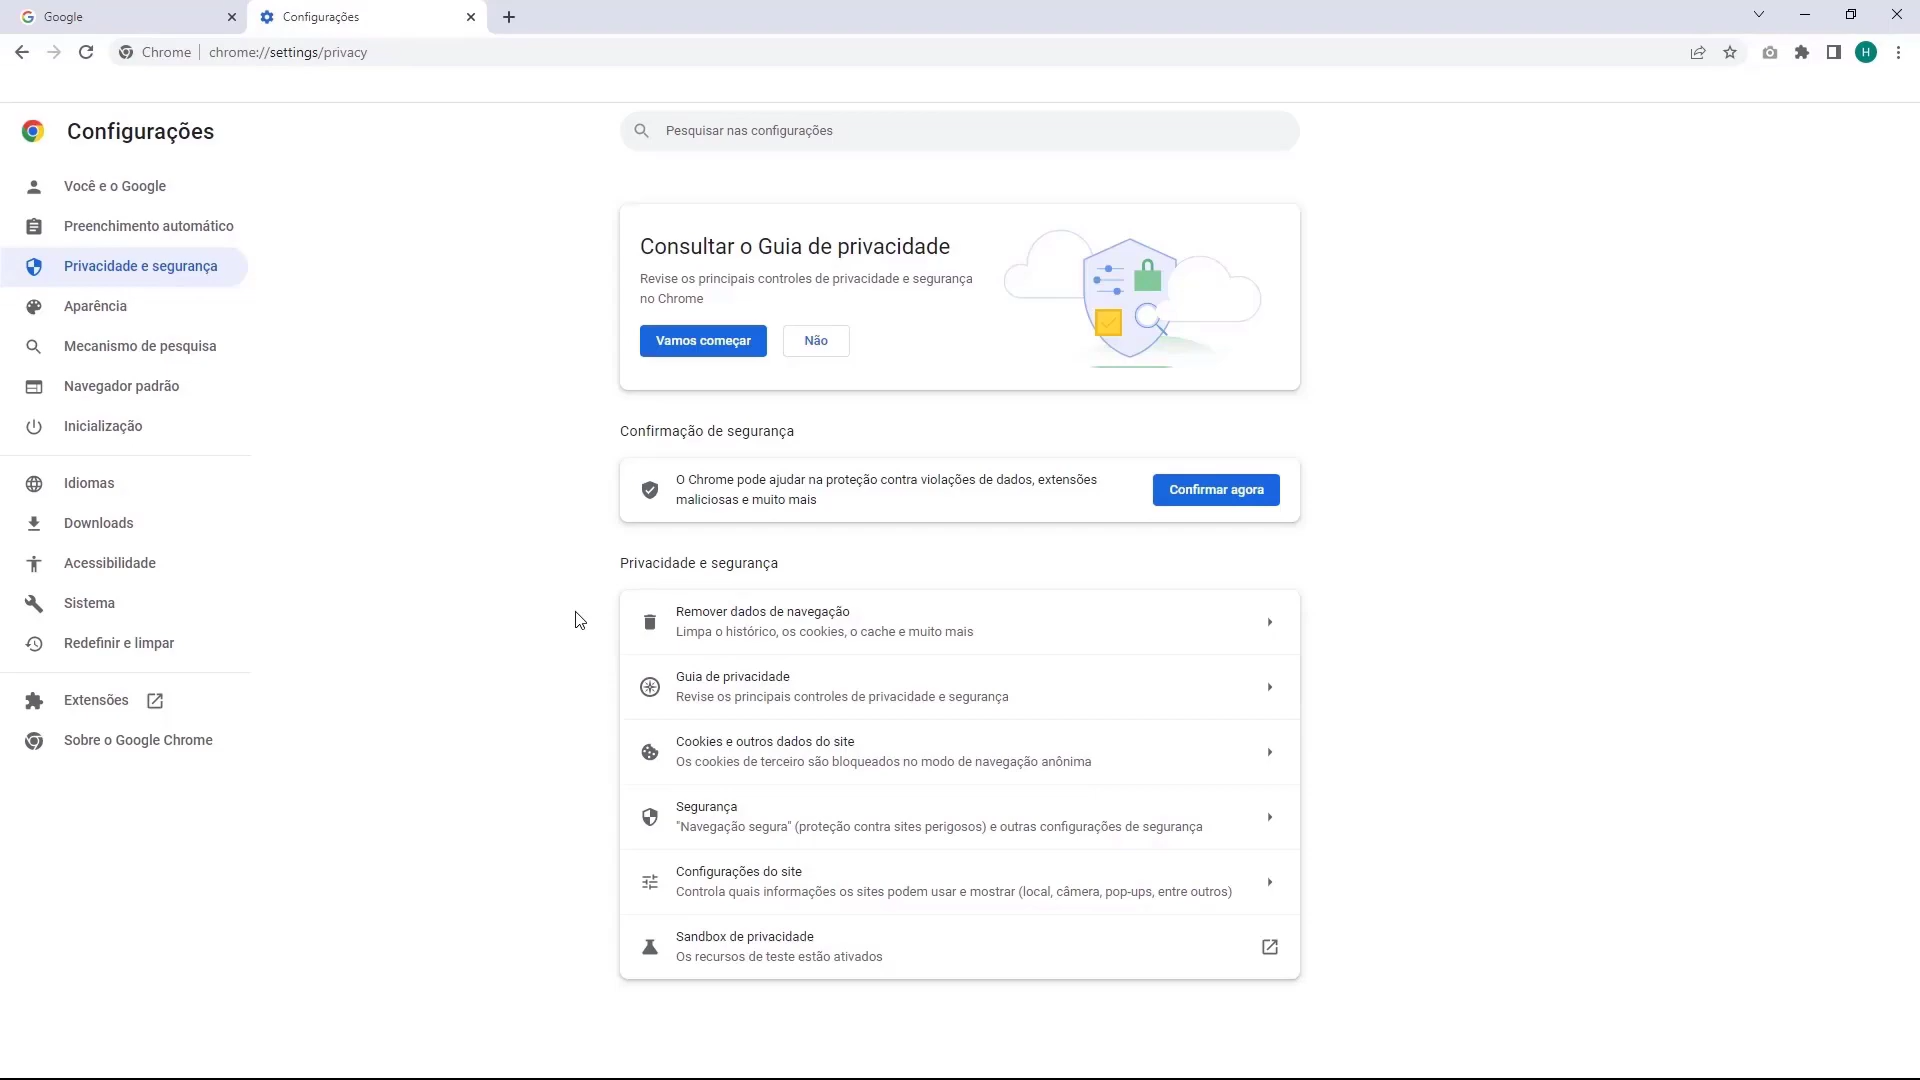 Google
Configurações
Chrome
chrome://settings/privacy
H
Configurações
Pesquisar nas configurações
Você e o Google
Preenchimento automático
Privacidade e segurança
Aparência
Mecanismo de pesquisa
Navegador padrão
Inicialização
Idiomas
Downloads
Acessibilidade
Sistema
Redefinir e limpar
Extensões
Sobre o Google Chrome
Consultar o Guia de privacidade
Revise os principais controles de privacidade e segurança
no Chrome
Vamos começar
Não
Confirmação de segurança
O Chrome pode ajudar na proteção contra violações de dados, extensões
maliciosas e muito mais
Confirmar agora
Privacidade e segurança
Remover dados de navegação
Limpa o histórico, os cookies, o cache e muito mais
Guia de privacidade
Revise os principais controles de privacidade e segurança
Cookies e outros dados do site
Os cookies de terceiro são bloqueados no modo de navegação anônima
Segurança
"Navegação segura" (proteção contra sites perigosos) e outras configurações de segurança
Configurações do site
Controla quais informações os sites podem usar e mostrar (local, câmera, pop-ups, entre outros)
Sandbox de privacidade
Os recursos de teste estão ativados